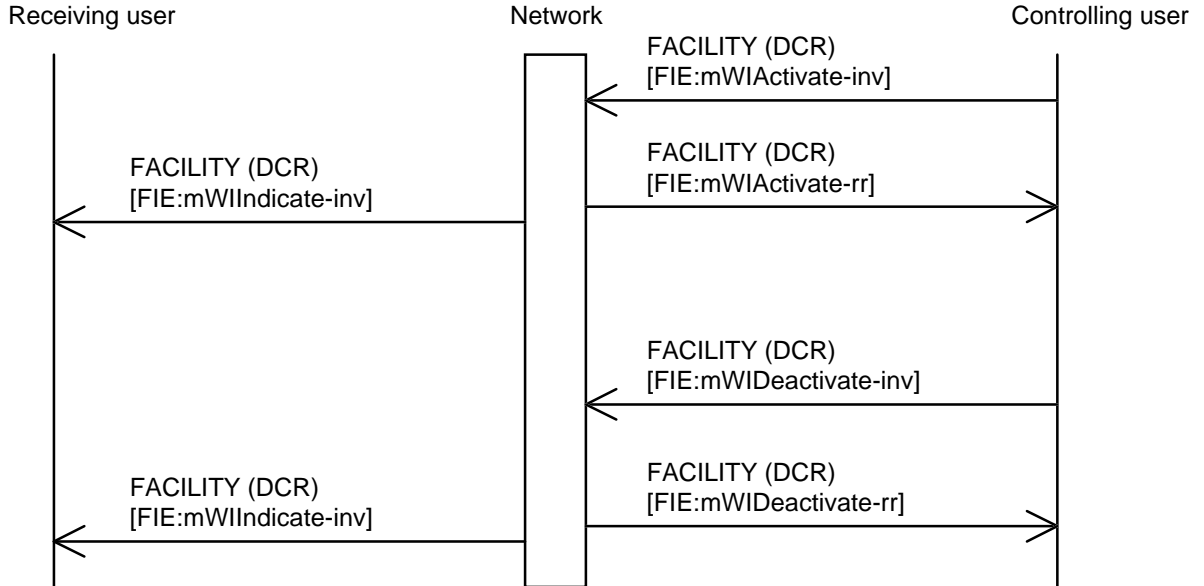 Receiving user
Network
Controlling user
FACILITY (DCR)
[FIE:mWIActivate-inv]
FACILITY (DCR)
[FIE:mWIActivate-rr]
FACILITY (DCR)
[FIE:mWIIndicate-inv]
FACILITY (DCR)
[FIE:mWIDeactivate-inv]
FACILITY (DCR)
[FIE:mWIDeactivate-rr]
FACILITY (DCR)
[FIE:mWIIndicate-inv]